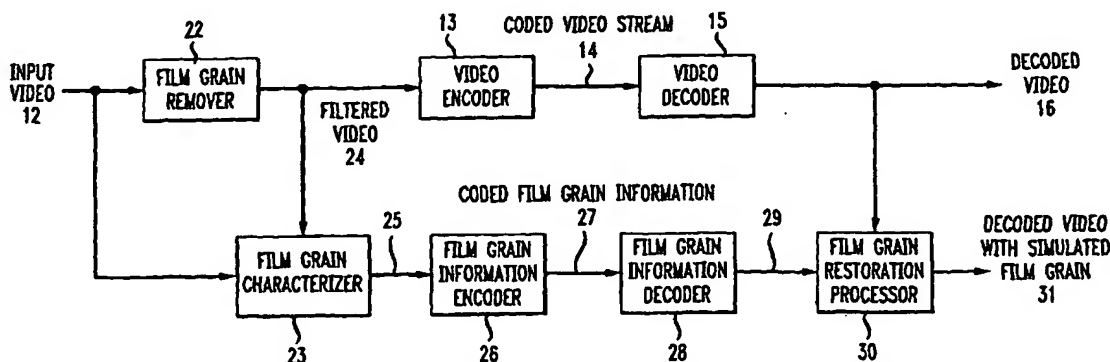 CODED VIDEO STREAM
INPUT
VIDEO
12
22
FILM GRAIN
REMOVER
FILTERED
VIDEO
24
13
VIDEO
ENCODER
14
15
VIDEO
DECODER
DECODED
VIDEO
16
CODED FILM GRAIN INFORMATION
FILM GRAIN
CHARACTERIZER
23
25
FILM GRAIN
INFORMATION
ENCODER
26
27
FILM GRAIN
INFORMATION
DECODER
28
29
FILM GRAIN
RESTORATION
PROCESSOR
30
DECODED VIDEO
WITH SIMULATED
FILM GRAIN
31